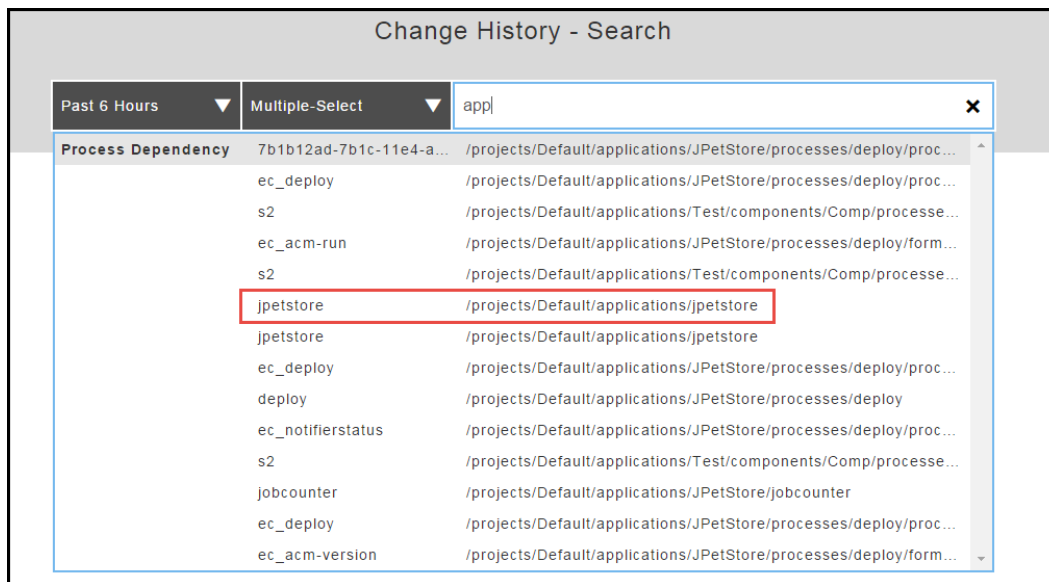 Change History - Search
Past 6 Hours Multiple-Select app
Process Dependency 7b1b12ad-7b1c-11e4-a... /projects/Default/applications/JPetStore/processes/deploy/proc...
ec_deploy /projects/Default/applications/JPetStore/processes/deploy/proc...
s2 /projects/Default/applications/Test/components/Comp/processe...
ec_acm-run /projects/Default/applications/JPetStore/processes/deploy/form...
s2 /projects/Default/applications/Test/components/Comp/processe...
jpetstore /projects/Default/applications/jpetstore
jpetstore /projects/Default/applications/jpetstore
ec_deploy /projects/Default/applications/JPetStore/processes/deploy/proc...
deploy /projects/Default/applications/JPetStore/processes/deploy
ec_notifierstatus /projects/Default/applications/JPetStore/processes/deploy/proc...
s2 /projects/Default/applications/Test/components/Comp/processe...
jobcounter /projects/Default/applications/JPetStore/jobcounter
ec_deploy /projects/Default/applications/JPetStore/processes/deploy/proc...
ec_acm-version /projects/Default/applications/JPetStore/processes/deploy/form...